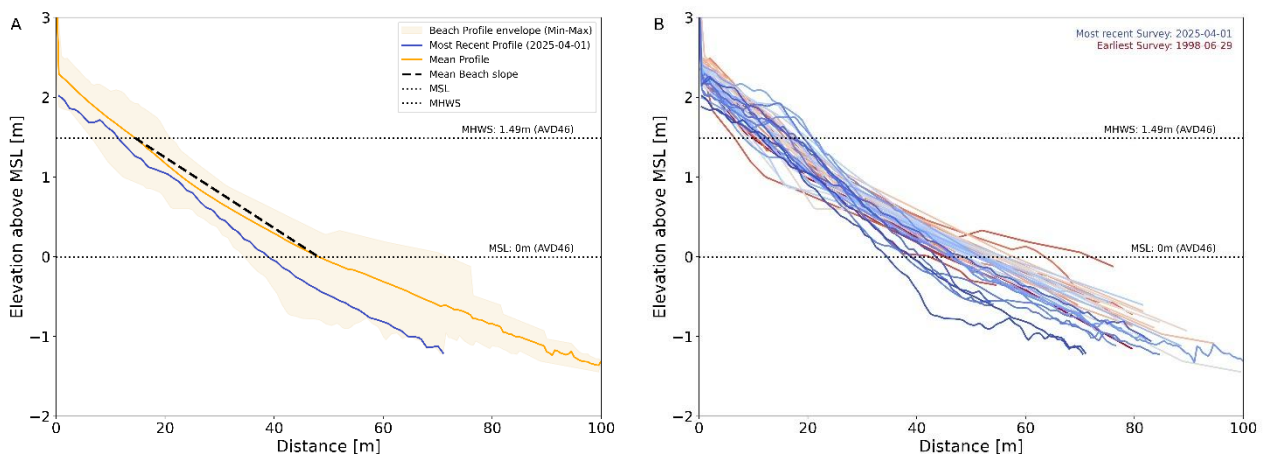 A
Elevation above MSL [m]
3
2
1
0
−1
−2
Beach Profile envelope (Min-Max)
Most Recent Profile (2025-04-01)
Mean Profile
Mean Beach slope
MSL
MHWS
MHWS: 1.49m (AVD46)
MSL: 0m (AVD46)
0
20
40
60
80
100
Distance [m]
B
Elevation above MSL [m]
3
2
1
0
−1
−2
Most recent Survey: 2025-04-01
Earliest Survey: 1998-06-29
MHWS: 1.49m (AVD46)
MSL: 0m (AVD46)
0
20
40
60
80
100
Distance [m]